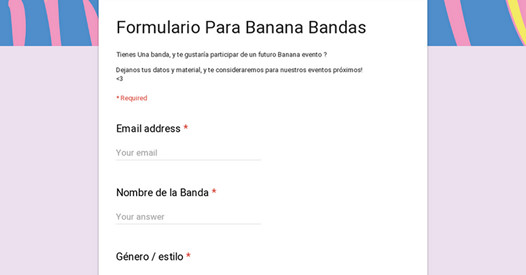 Formulario Para Banana Bandas
Tienes Una banda, y te gustaría participar de un futuro Banana evento ?
Dejanos tus datos y material, y te consideraremos para nuestros eventos próximos!
<3
* Required
Email address *
Your email
Nombre de la Banda *
Your answer
Género / estilo *